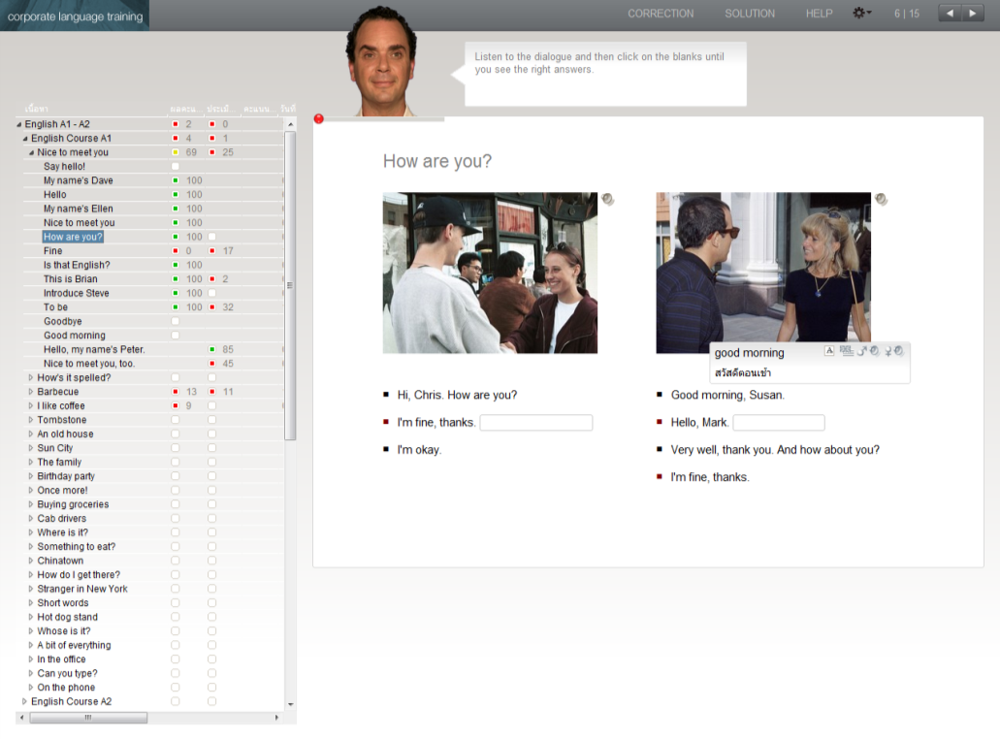 corporate language training
CORRECTION
SOLUTION
HELP
6 | 15
Listen to the dialogue and then click on the blanks until
you see the right answers.
เนื้อหา ผลคะแ... ประเมิ... คะแนน... วันที่
English A1 - A2 2 0
English Course A1 4 1
Nice to meet you 69 25
Say hello!
My name's Dave 100
Hello 100
My name's Ellen 100
Nice to meet you 100
How are you? 100
Fine 0 17
Is that English? 100
This is Brian 100 2
Introduce Steve 100
To be 100 32
Goodbye
Good morning
Hello, my name's Peter. 85
Nice to meet you, too. 45
How's it spelled?
Barbecue 13 11
I like coffee 9
Tombstone
An old house
Sun City
The family
Birthday party
Once more!
Buying groceries
Cab drivers
Where is it?
Something to eat?
Chinatown
How do I get there?
Stranger in New York
Short words
Hot dog stand
Whose is it?
A bit of everything
In the office
Can you type?
On the phone
English Course A2
How are you?
Hi, Chris. How are you?
I'm fine, thanks.
I'm okay.
good morning
A
สวัสดีตอนเช้า
Good morning, Susan.
Hello, Mark.
Very well, thank you. And how about you?
I'm fine, thanks.